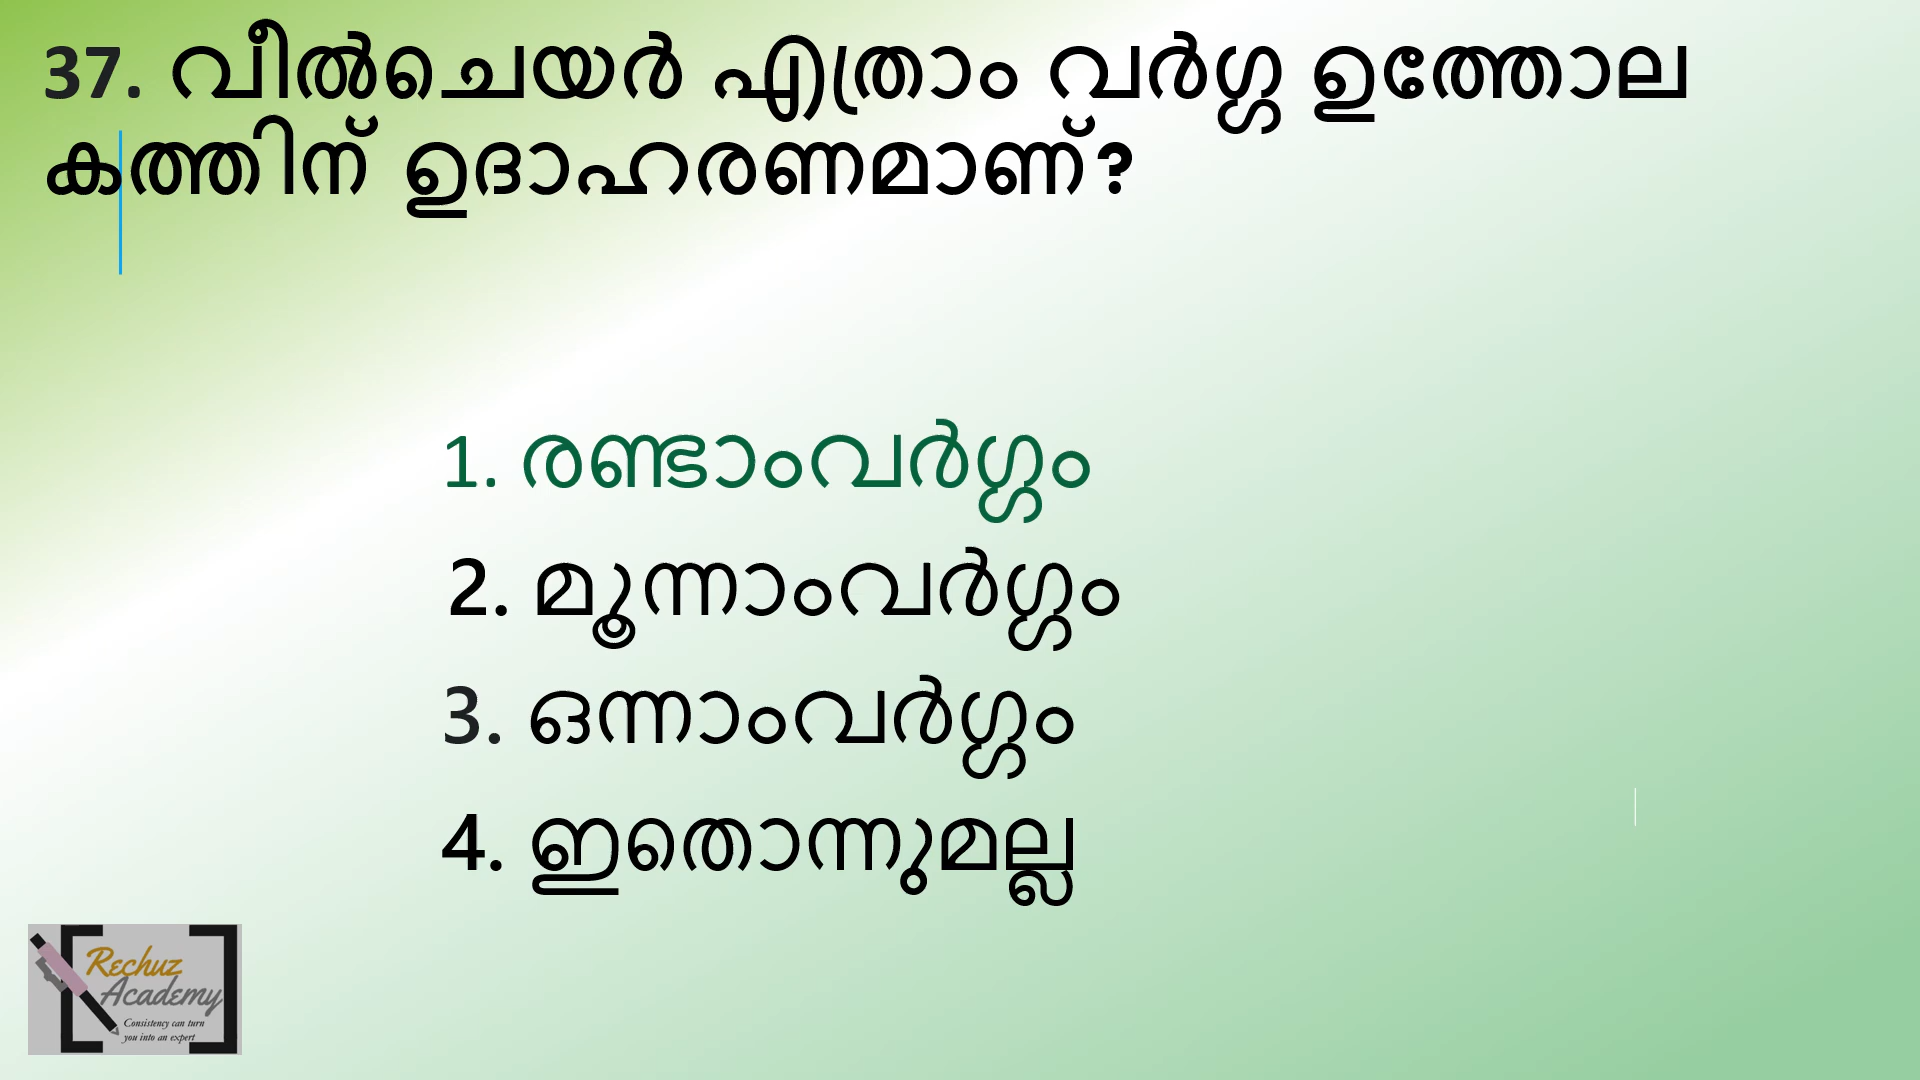 37. വീൽചെയർ എത്രാം വർഗ്ഗ ഉത്തോല
കത്തിന് ഉദാഹരണമാണ്?
1. രണ്ടാംവർഗ്ഗം
2. മൂന്നാംവർഗ്ഗം
3. ഒന്നാംവർഗ്ഗം
4. ഇതൊന്നുമല്ല
Rechuz
Academy
Consistency can turn
you into an expert